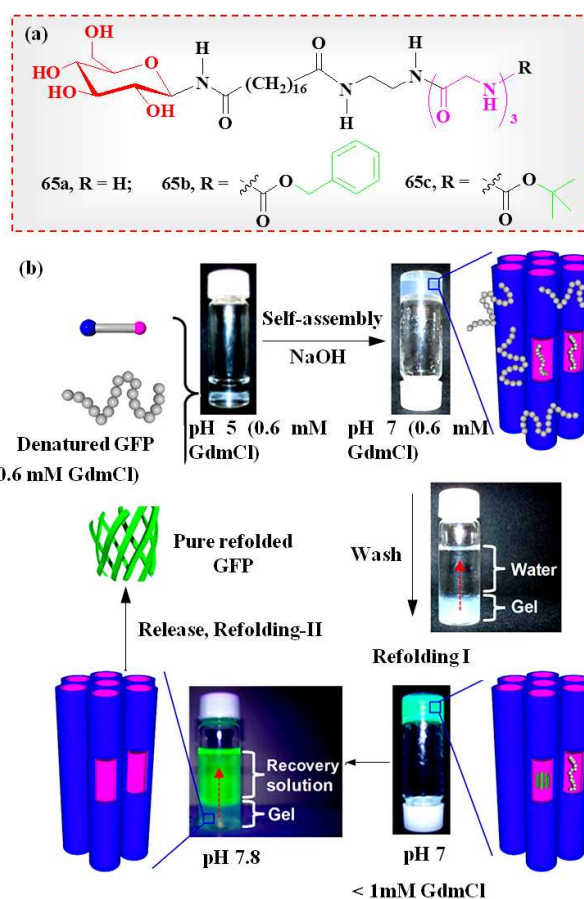 (a)
OH
HO
HO
OH
O
H
N
O
(CH2)16
O
N
H
H
N
O
N
H
3
R
65a, R = H;
65b, R =
O
O
65c, R =
O
O
(b)
Self-assembly
NaOH
Denatured GFP
0.6 mM GdmCl)
pH 5 (0.6 mM
GdmCl)
pH 7 (0.6 mM
GdmCl)
Pure refolded
GFP
Wash
Water
Gel
Release, Refolding-II
Refolding I
Recovery
solution
Gel
pH 7.8
pH 7
< 1mM GdmCl